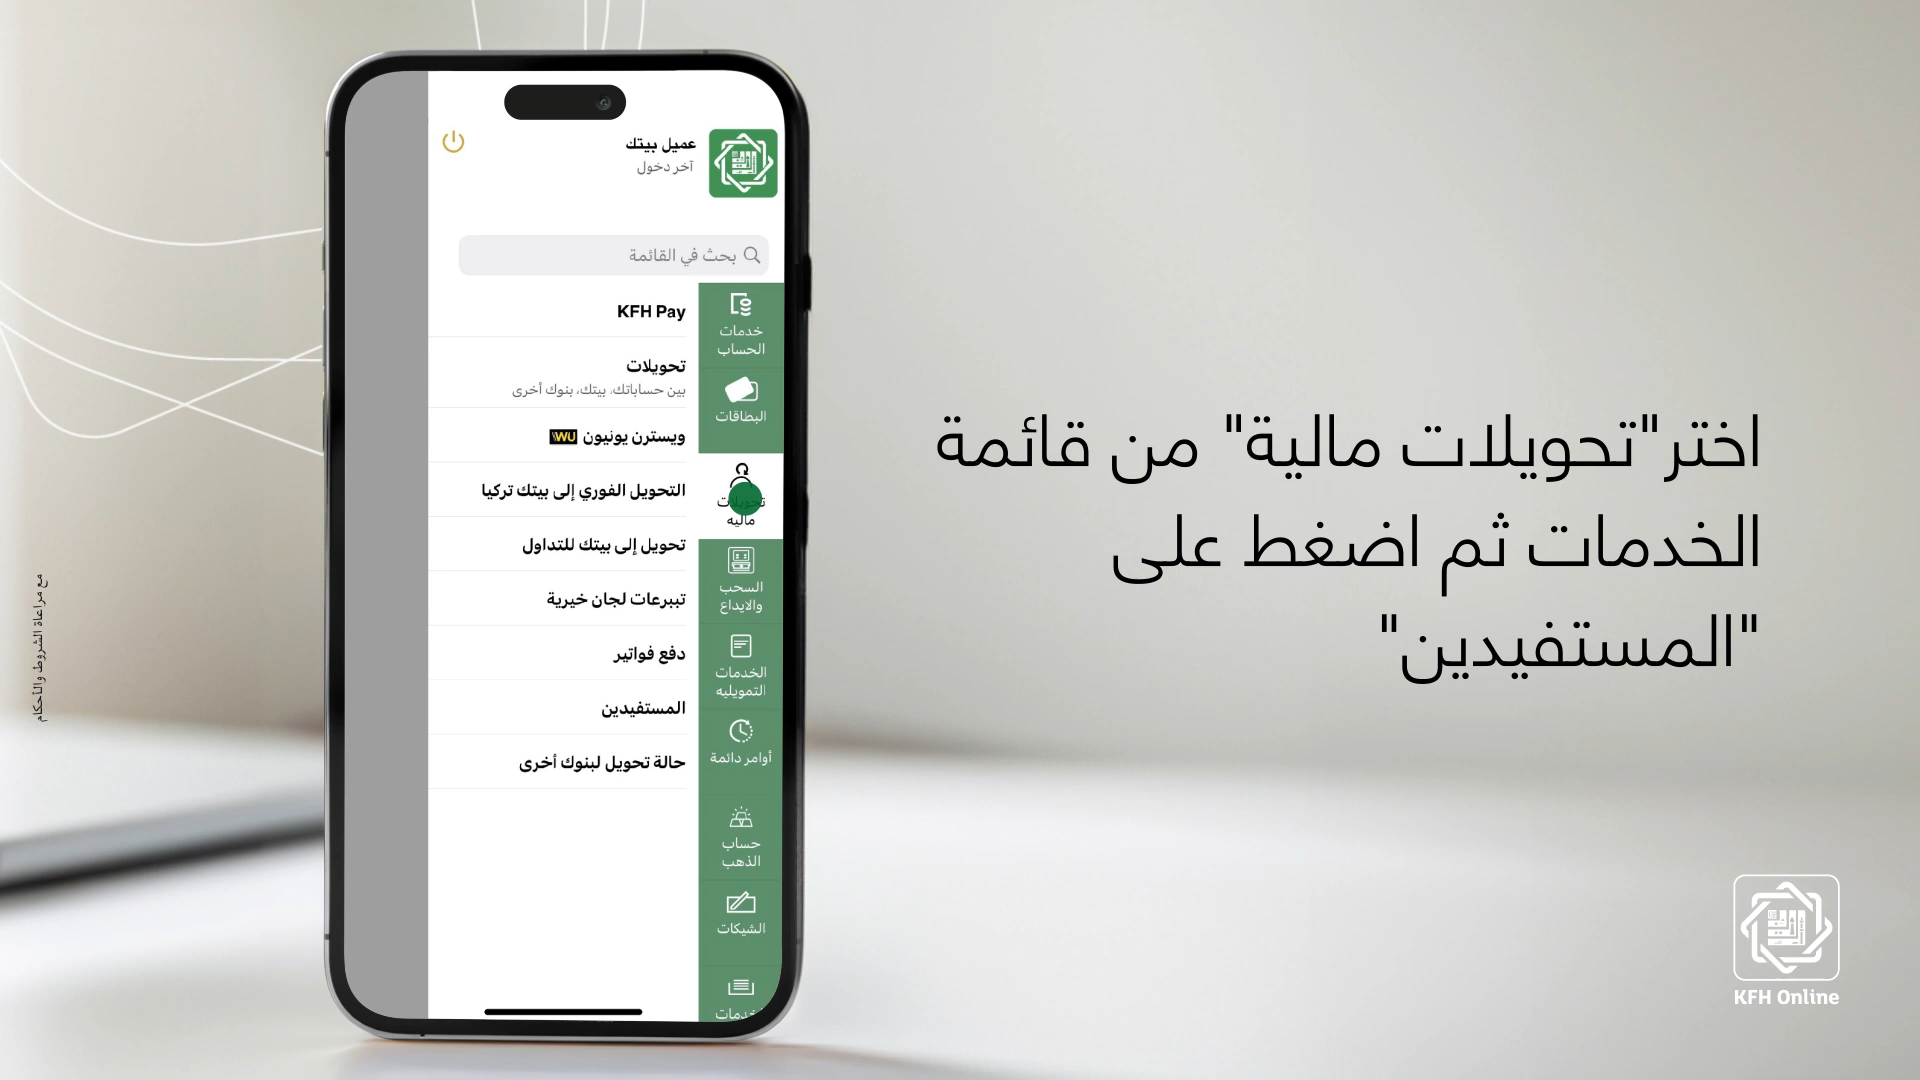 عميل بيتك
آخر دخول
بحث في القائمة
خدمات
الحساب
البطاقات
تحويلات
ماليه
السحب
والايداع
الخدمات
التمويليه
أوامر دائمة
حساب
الذهب
الشيكات
خدمات
KFH Pay
تحويلات
بين حساباتك، بيتك، بنوك أخرى
ويسترن يونيون WU
التحويل الفوري إلى بيتك تركيا
تحويل إلى بيتك للتداول
تبيرعات لجان خيرية
دفع فواتير
المستفيدين
حالة تحويل لبنوك أخرى
اختر"تحويلات مالية" من قائمة
الخدمات ثم اضغط على
"المستفيدين"
مع مراعاة الشروط والأحكام
KFH Online